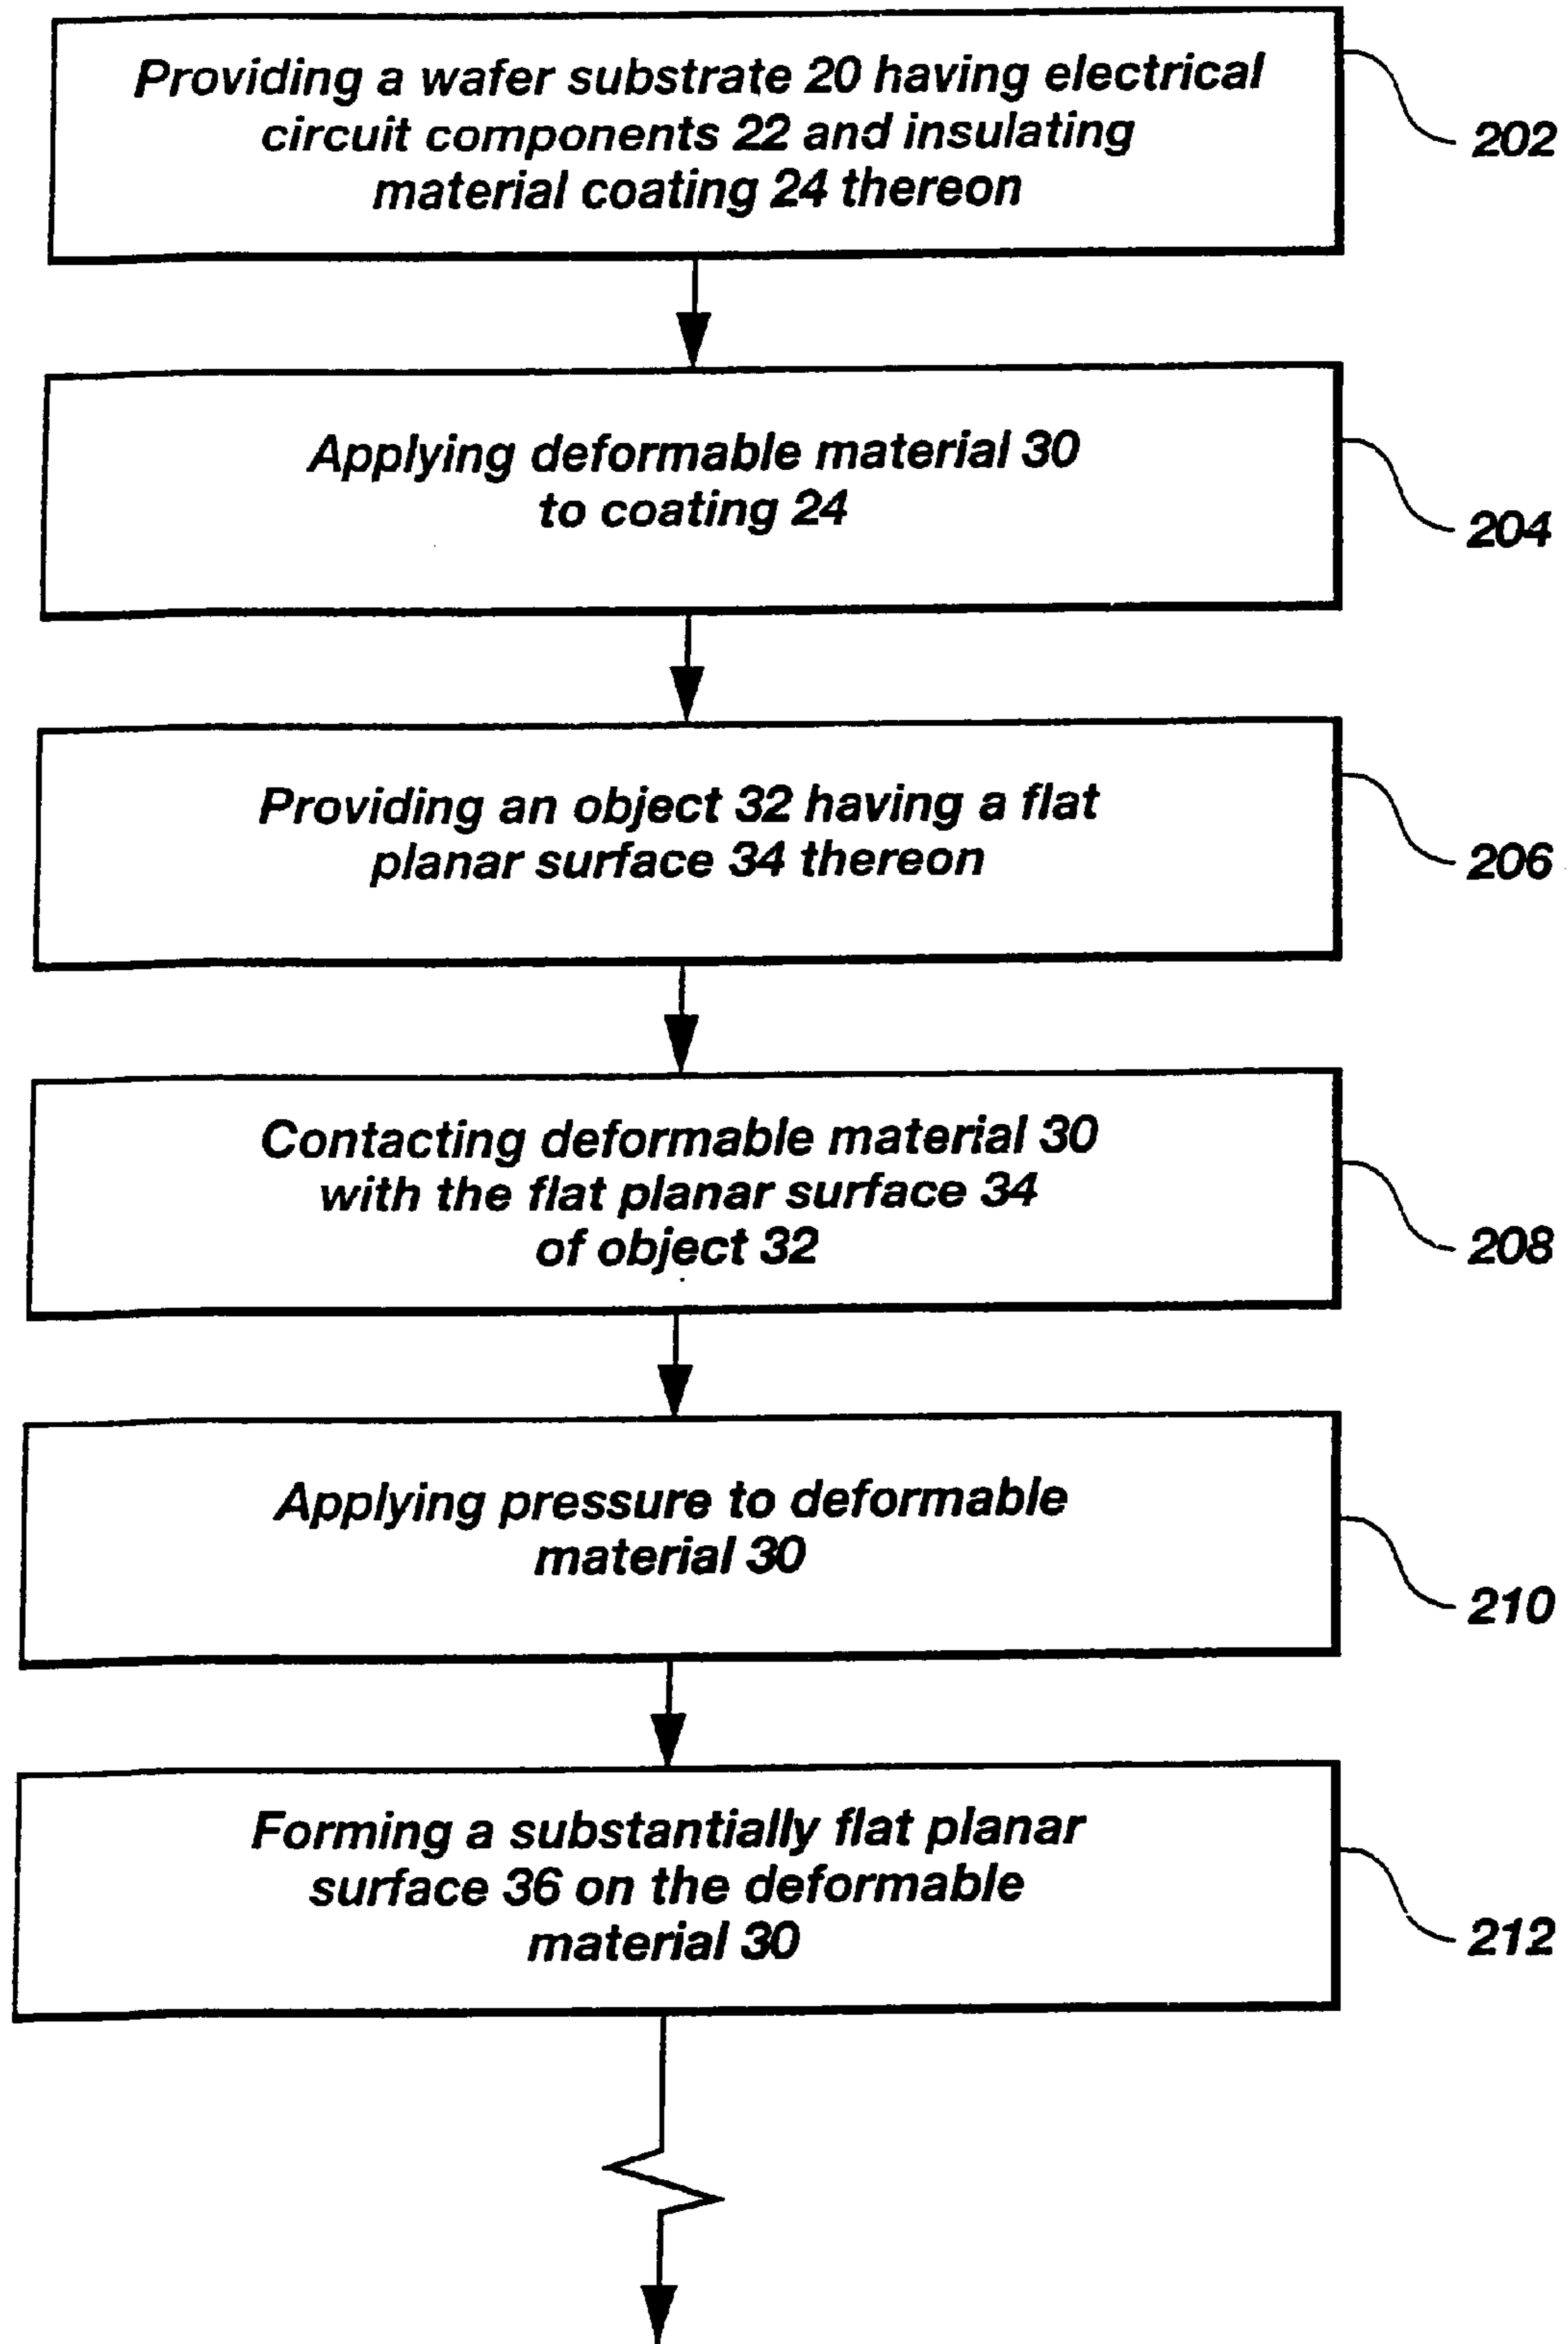 Providing a wafer substrate 20 having electrical
circuit components 22 and insulating
material coating 24 thereon
202
Applying deformable material 30
to coating 24
204
Providing an object 32 having a flat
planar surface 34 thereon
206
Contacting deformable material 30
with the flat planar surface 34
of object 32
208
Applying pressure to deformable
material 30
210
Forming a substantially flat planar
surface 36 on the deformable
material 30
212